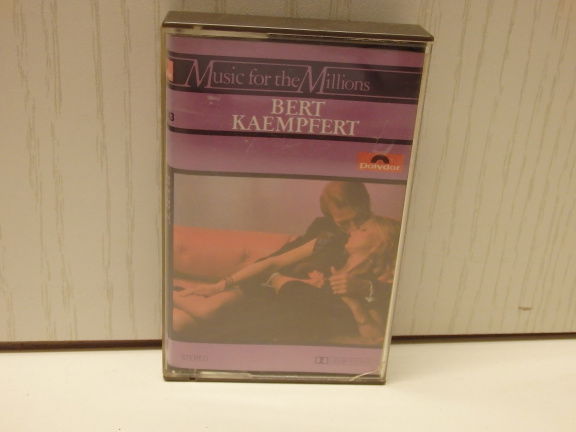 Music for the Millions
BERT
KAEMPFERT
polydor
STEREO